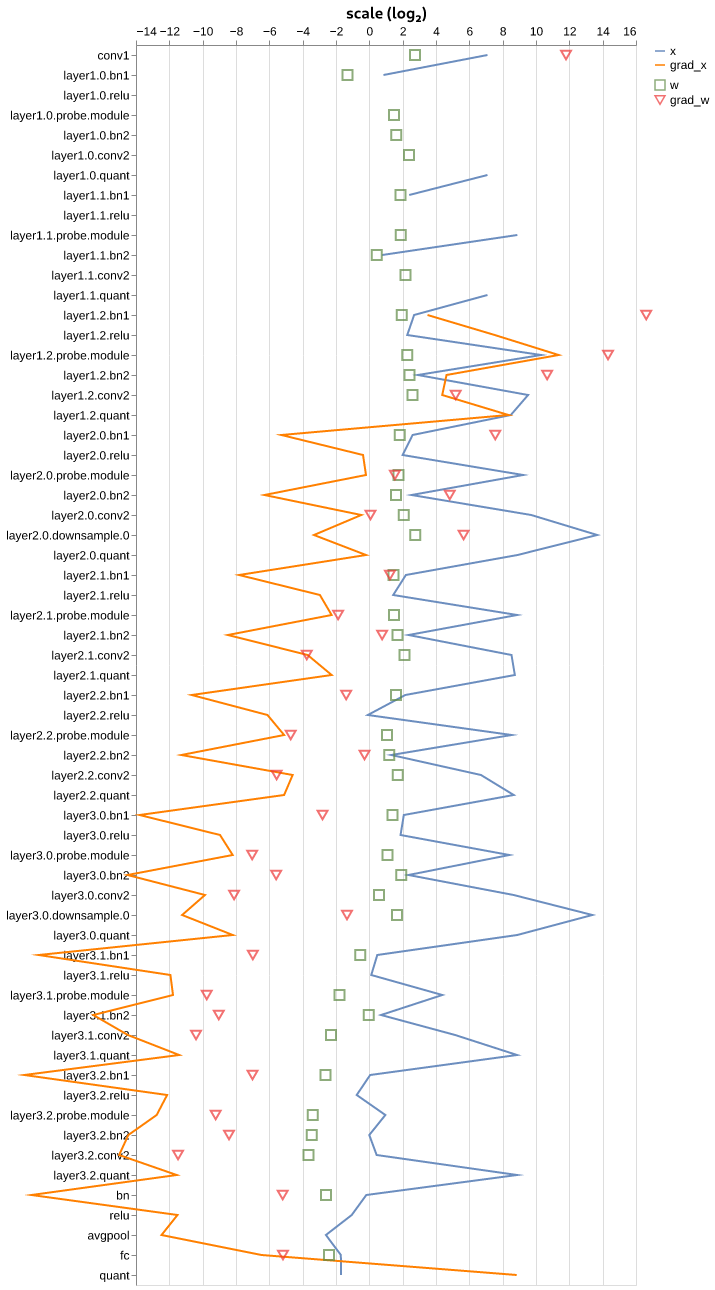 scale (log₂)
−14 −12 −10 −8 −6 −4 −2 0 2 4 6 8 10 12 14 16
x
grad_x
w
grad_w
conv1
layer1.0.bn1
layer1.0.relu
layer1.0.probe.module
layer1.0.bn2
layer1.0.conv2
layer1.0.quant
layer1.1.bn1
layer1.1.relu
layer1.1.probe.module
layer1.1.bn2
layer1.1.conv2
layer1.1.quant
layer1.2.bn1
layer1.2.relu
layer1.2.probe.module
layer1.2.bn2
layer1.2.conv2
layer1.2.quant
layer2.0.bn1
layer2.0.relu
layer2.0.probe.module
layer2.0.bn2
layer2.0.conv2
layer2.0.downsample.0
layer2.0.quant
layer2.1.bn1
layer2.1.relu
layer2.1.probe.module
layer2.1.bn2
layer2.1.conv2
layer2.1.quant
layer2.2.bn1
layer2.2.relu
layer2.2.probe.module
layer2.2.bn2
layer2.2.conv2
layer2.2.quant
layer3.0.bn1
layer3.0.relu
layer3.0.probe.module
layer3.0.bn2
layer3.0.conv2
layer3.0.downsample.0
layer3.0.quant
layer3.1.bn1
layer3.1.relu
layer3.1.probe.module
layer3.1.bn2
layer3.1.conv2
layer3.1.quant
layer3.2.bn1
layer3.2.relu
layer3.2.probe.module
layer3.2.bn2
layer3.2.conv2
layer3.2.quant
bn
relu
avgpool
fc
quant